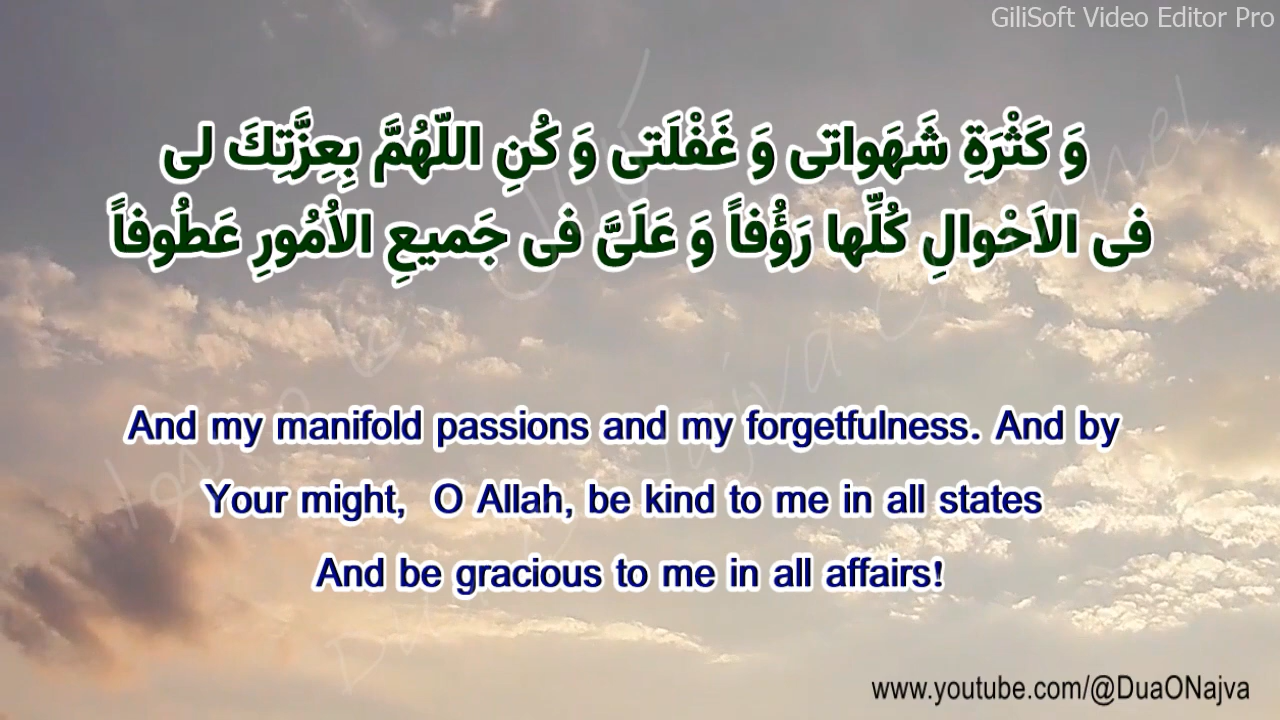 GiliSoft Video Editor Pro
وَ كَثْرَةِ شَهَواتى وَ غَفْلَتى وَ كُنِ اللّهُمَّ بِعِزَّتِكَ لى
فى الاَحْوالِ كُلِّها رَؤُفاً وَ عَلَىَّ فى جَميعِ الاُمُورِ عَطُوفاً
And my manifold passions and my forgetfulness. And by
Your might, O Allah, be kind to me in all states
And be gracious to me in all affairs!
www.youtube.com/@DuaONajva